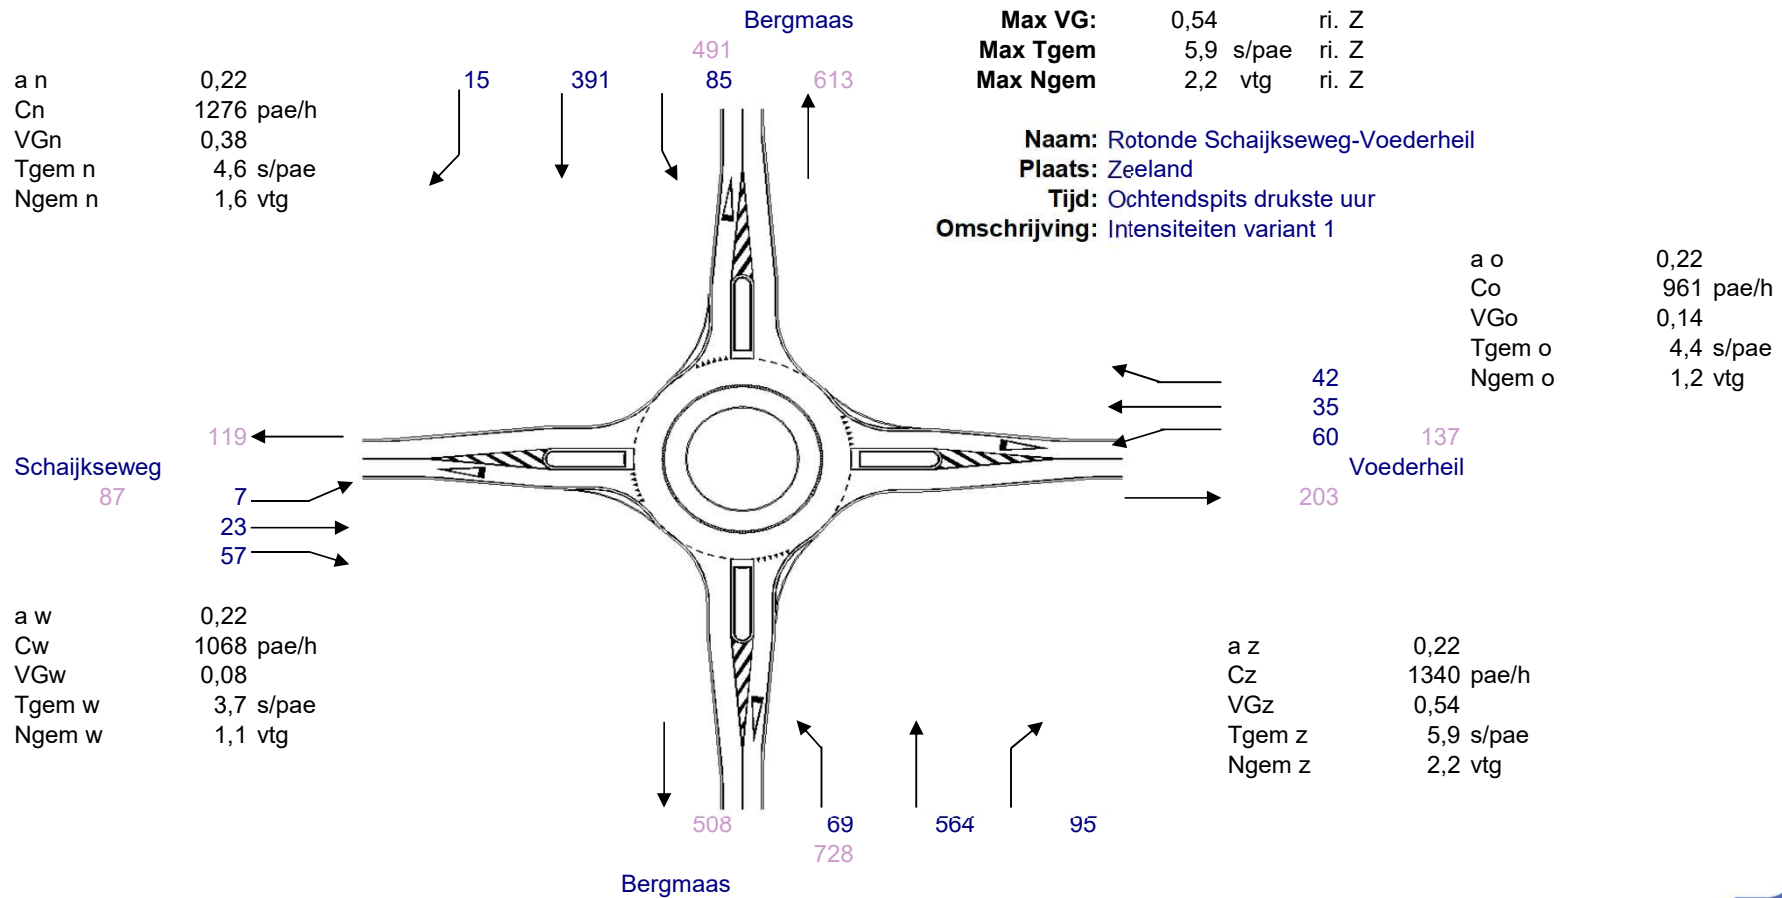 Bergmaas
491
15 391 85 613
a n 0,22
Cn 1276 pae/h
VGn 0,38
Tgem n 4,6 s/pae
Ngem n 1,6 vtg
Max VG: 0,54 ri. Z
Max Tgem 5,9 s/pae ri. Z
Max Ngem 2,2 vtg ri. Z
Naam: Rotonde Schaijkseweg-Voederheil
Plaats: Zeeland
Tijd: Ochtendspits drukste uur
Omschrijving: Intensiteiten variant 1
a o 0,22
Co 961 pae/h
VGo 0,14
Tgem o 4,4 s/pae
Ngem o 1,2 vtg
42
35
60 137
Voederheil
203
119
Schaijkseweg
87 7
23
57
a w 0,22
Cw 1068 pae/h
VGw 0,08
Tgem w 3,7 s/pae
Ngem w 1,1 vtg
a z 0,22
Cz 1340 pae/h
VGz 0,54
Tgem z 5,9 s/pae
Ngem z 2,2 vtg
508 69 564 95
728
Bergmaas